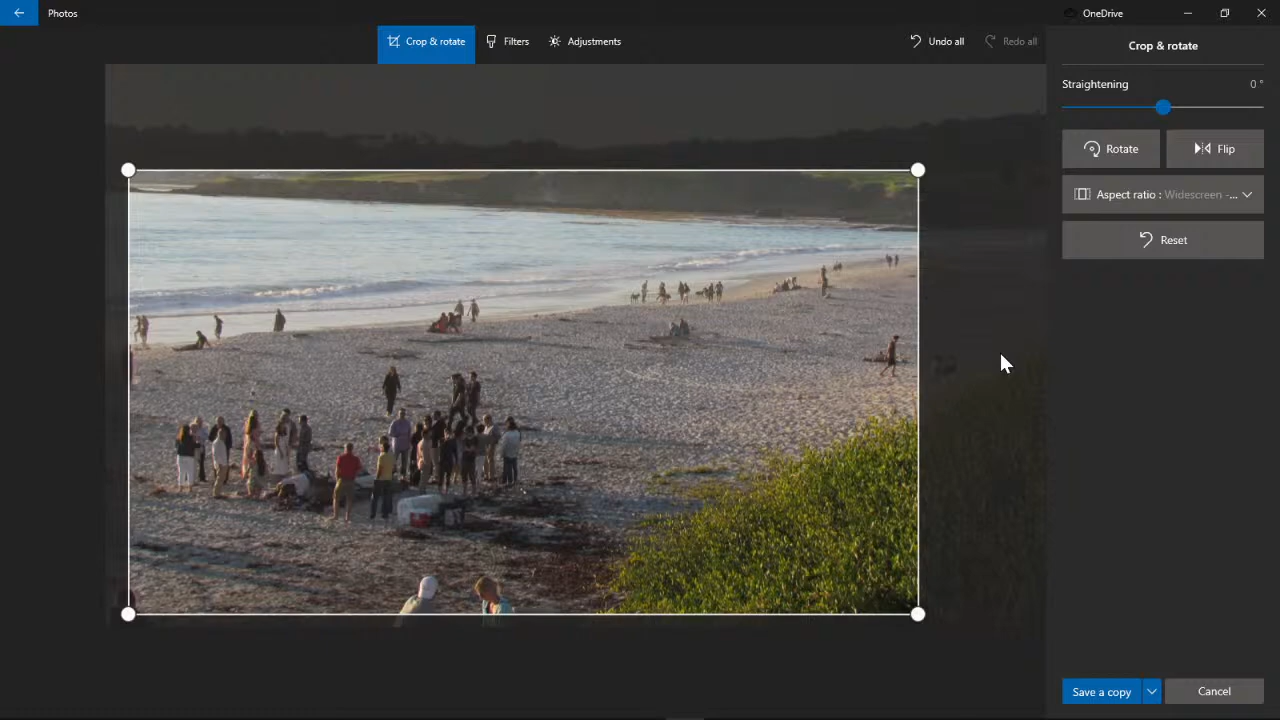 Photos
OneDrive
Crop & rotate
Filters
Adjustments
Undo all
Redo all
Crop & rotate
Straightening
0 °
Rotate
Flip
Aspect ratio : Widescreen -...
Reset
Save a copy
Cancel